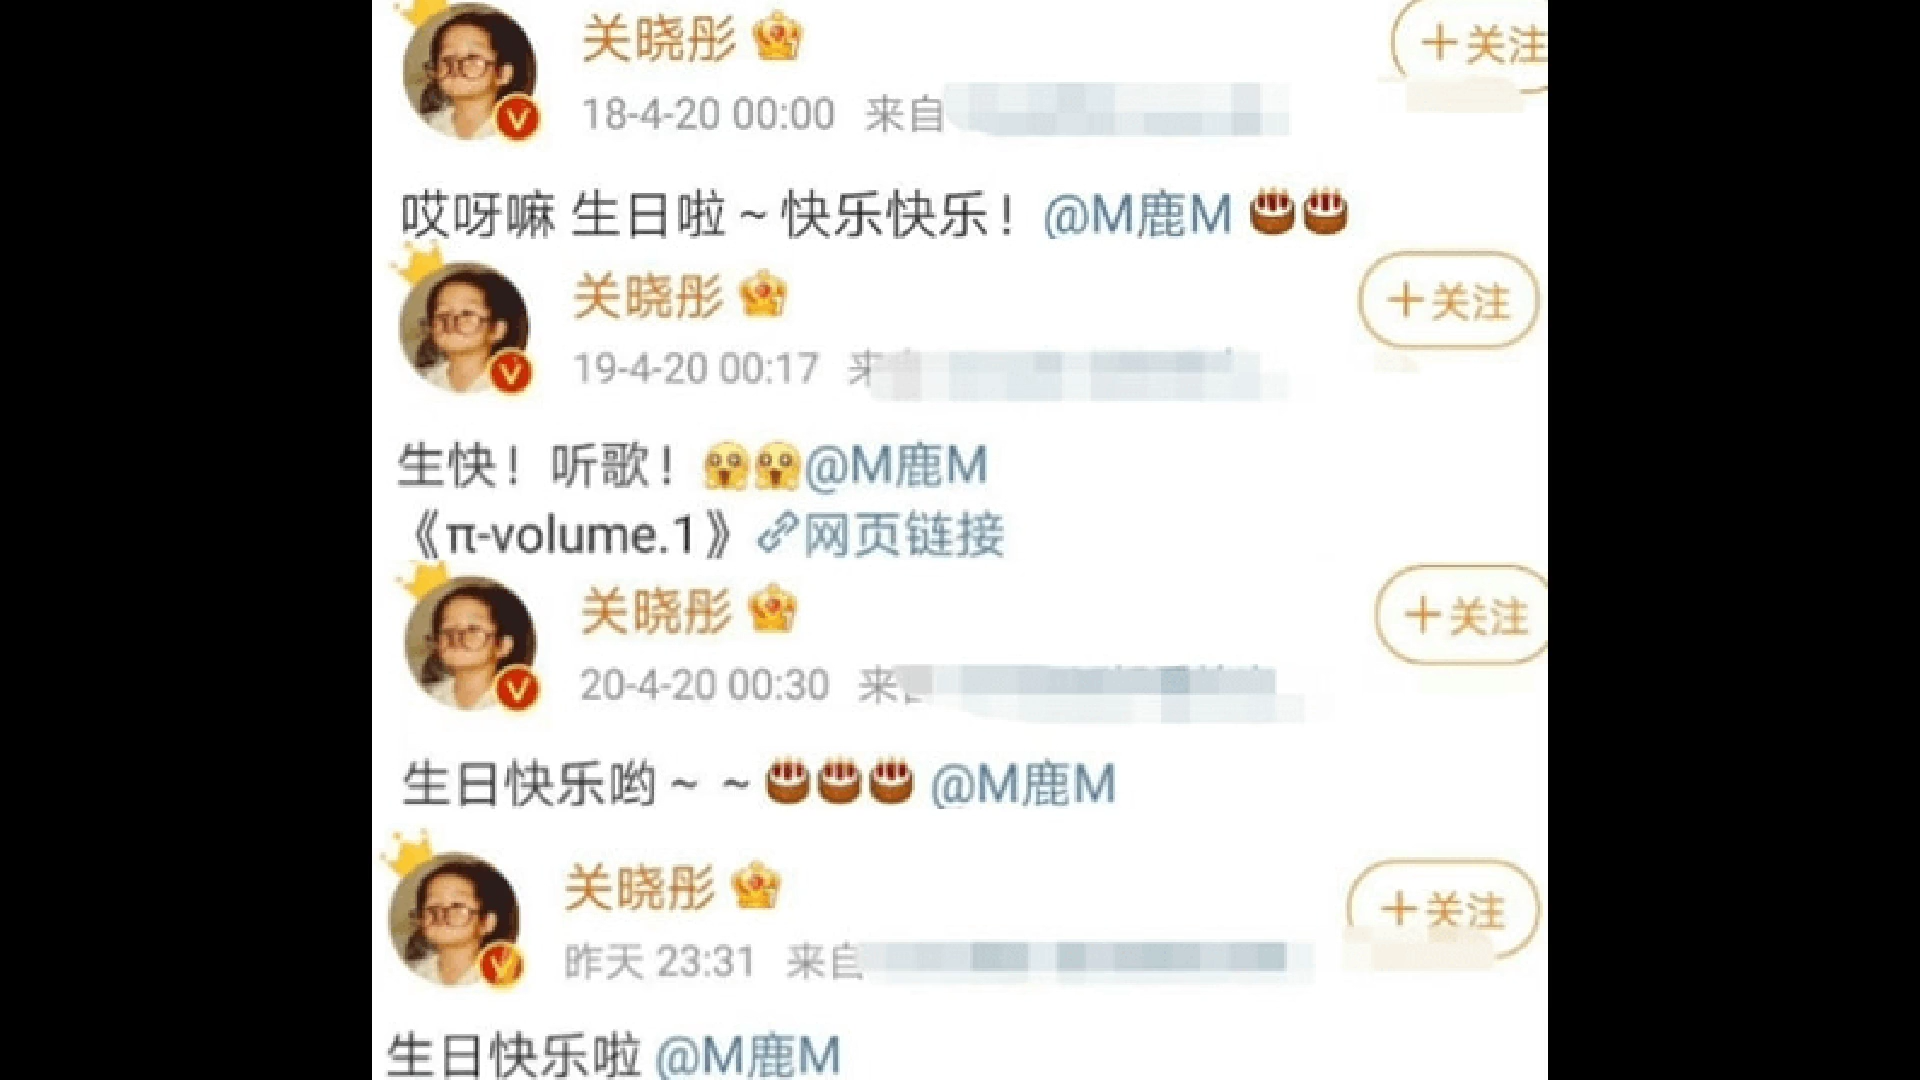 关晓彤
+关注
18-4-20 00:00 来自
哎呀嘛 生日啦～快乐快乐！@M鹿M
关晓彤
+关注
19-4-20 00:17 来
生快！听歌！@M鹿M
《π-volume.1》网页链接
关晓彤
+关注
20-4-20 00:30 来
生日快乐哟～～@M鹿M
关晓彤
+关注
昨天 23:31 来自
生日快乐啦 @M鹿M